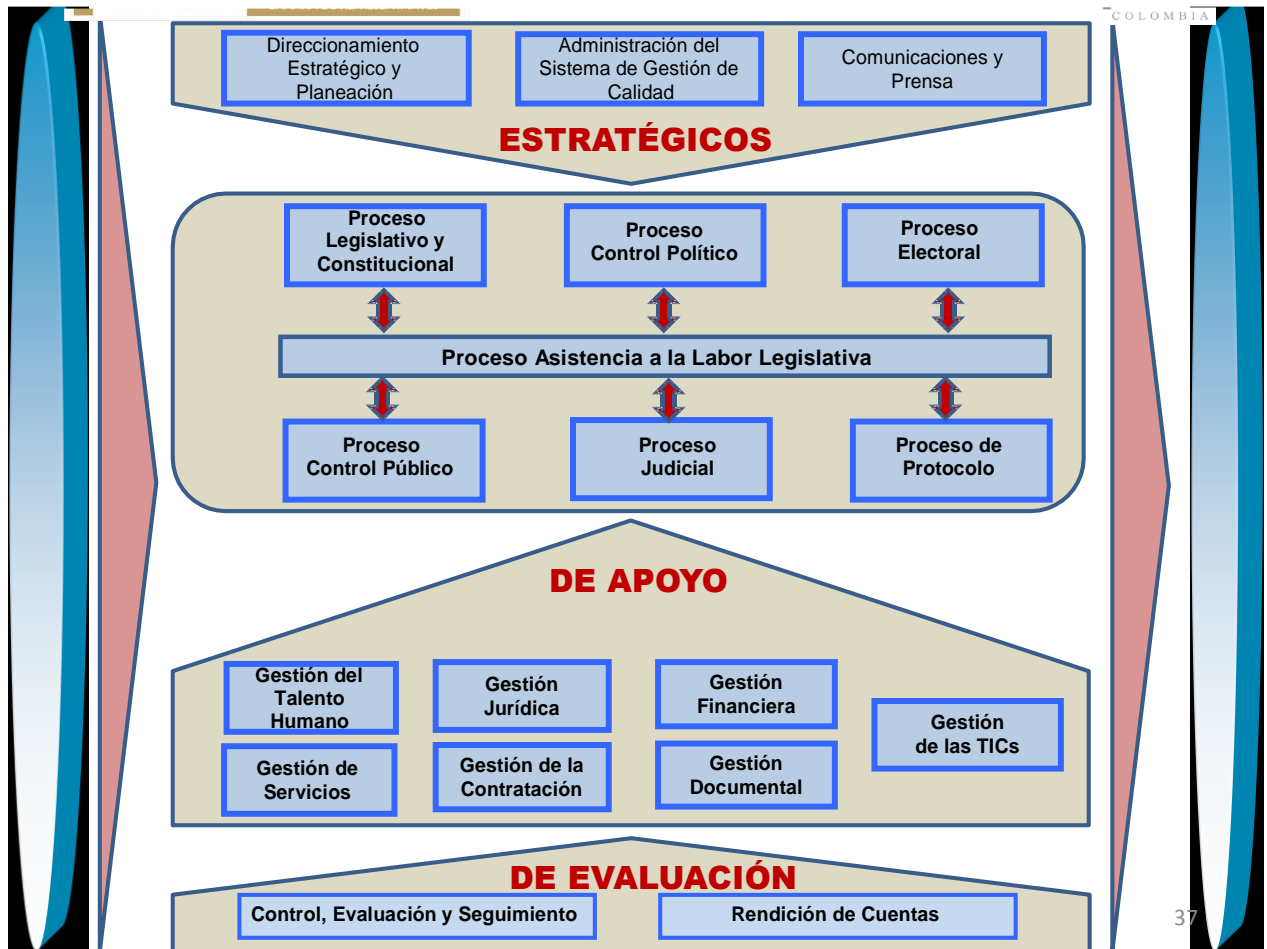 COLOMBIA
Direccionamiento
Estratégico y
Planeación
Administración del
Sistema de Gestión de
Calidad
Comunicaciones y
Prensa
ESTRATÉGICOS
Proceso
Legislativo y
Constitucional
Proceso
Control Político
Proceso
Electoral
Proceso Asistencia a la Labor Legislativa
Proceso
Control Público
Proceso
Judicial
Proceso de
Protocolo
DE APOYO
Gestión del
Talento
Humano
Gestión
Jurídica
Gestión
Financiera
Gestión
de las TICs
Gestión de
Servicios
Gestión de la
Contratación
Gestión
Documental
DE EVALUACIÓN
Control, Evaluación y Seguimiento
Rendición de Cuentas
37